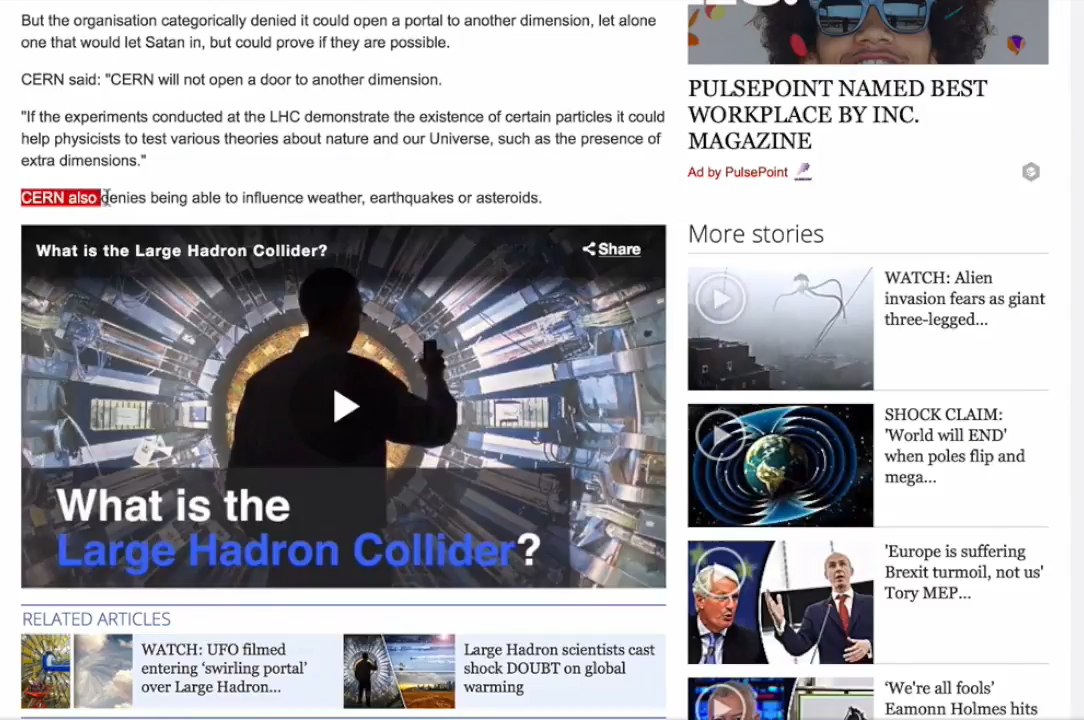 But the organisation categorically denied it could open a portal to another dimension, let alone
one that would let Satan in, but could prove if they are possible.
CERN said: "CERN will not open a door to another dimension.
"If the experiments conducted at the LHC demonstrate the existence of certain particles it could
help physicists to test various theories about nature and our Universe, such as the presence of
extra dimensions."
CERN also denies being able to influence weather, earthquakes or asteroids.
What is the Large Hadron Collider?
Share
What is the
Large Hadron Collider?
RELATED ARTICLES
WATCH: UFO filmed
entering ‘swirling portal’
over Large Hadron...
Large Hadron scientists cast
shock DOUBT on global
warming
PULSEPOINT NAMED BEST
WORKPLACE BY INC.
MAGAZINE
Ad by PulsePoint
More stories
WATCH: Alien
invasion fears as giant
three-legged...
SHOCK CLAIM:
'World will END'
when poles flip and
mega...
'Europe is suffering
Brexit turmoil, not us'
Tory MEP...
‘We're all fools’
Eamonn Holmes hits